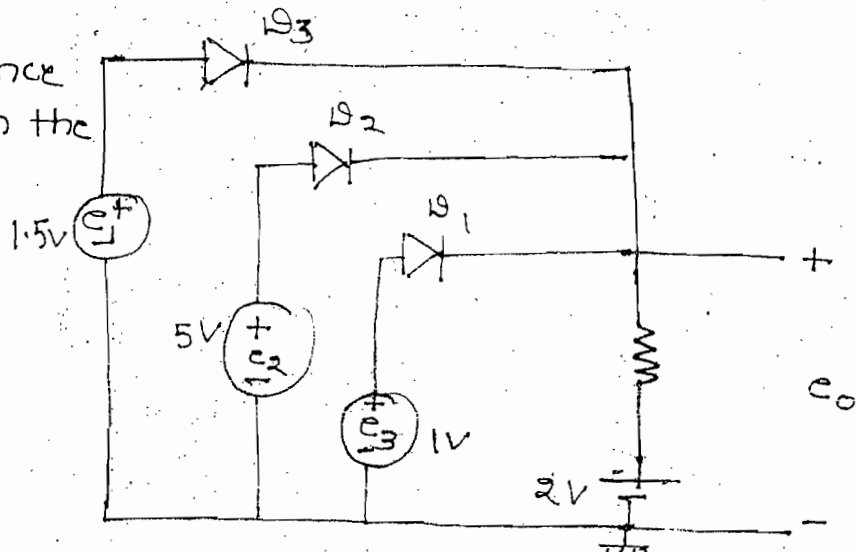 D3
nce
n the
D2
D1
1.5V
e1
+
+
5V
+
e2
-
e0
+
e3
-
1V
2V
-